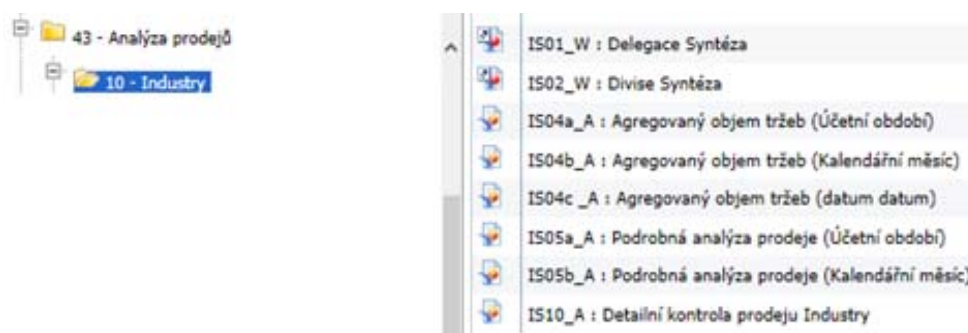 43 - Analýza prodejů
10 - Industry
IS01_W : Delegace Syntéza
IS02_W : Divise Syntéza
IS04a_A : Agregovaný objem tržeb (Účetní období)
IS04b_A : Agregovaný objem tržeb (Kalendářní měsíc)
IS04c _A : Agregovaný objem tržeb (datum datum)
IS05a_A : Podrobná analýza prodeje (Účetní období)
IS05b_A : Podrobná analýza prodeje (Kalendářní měsíc)
IS10_A : Detailní kontrola prodeju Industry